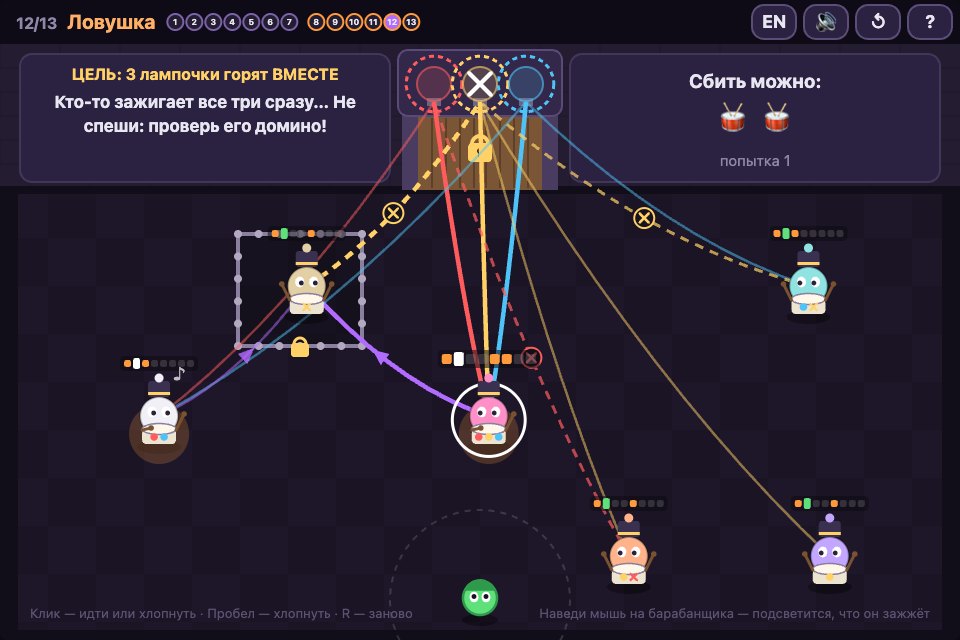 12/13 Ловушка 1 2 3 4 5 6 7 8 9 10 11 12 13 EN ?
ЦЕЛЬ: 3 лампочки горят ВМЕСТЕ
Кто-то зажигает все три сразу... Не
спеши: проверь его домино!
Сбить можно:
попытка 1
Клик — идти или хлопнуть · Пробел — хлопнуть · R — заново
Наведи мышь на барабанщика — подсветится, что он зажжёт